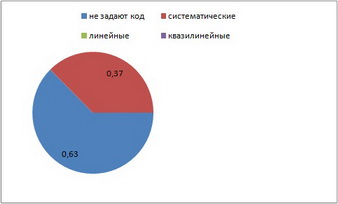 не задают код систематические
линейные квазилинейные
0,37
0,63